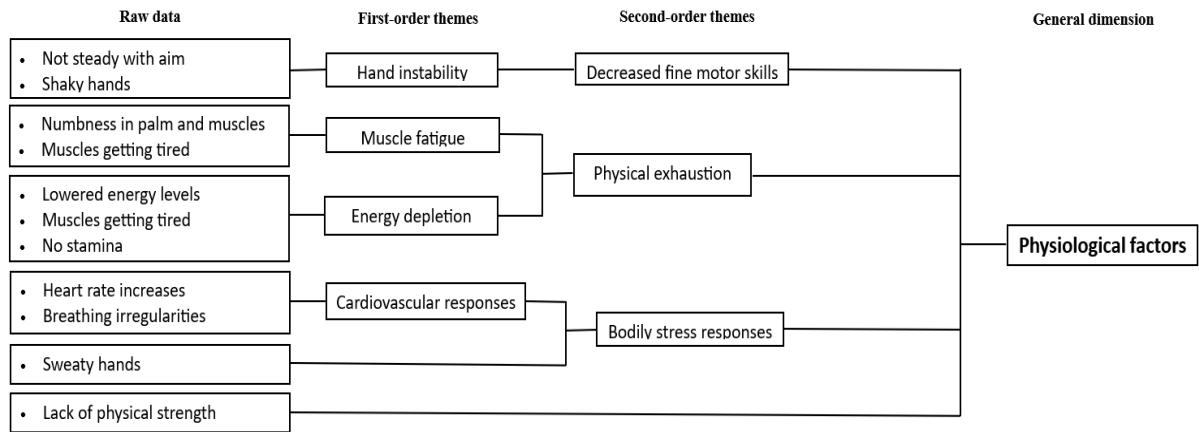 Raw data
First-order themes
Second-order themes
General dimension
• Not steady with aim
• Shaky hands
Hand instability
Decreased fine motor skills
• Numbness in palm and muscles
• Muscles getting tired
Muscle fatigue
Physical exhaustion
• Lowered energy levels
• Muscles getting tired
• No stamina
Energy depletion
Physiological factors
• Heart rate increases
• Breathing irregularities
Cardiovascular responses
Bodily stress responses
• Sweaty hands
• Lack of physical strength